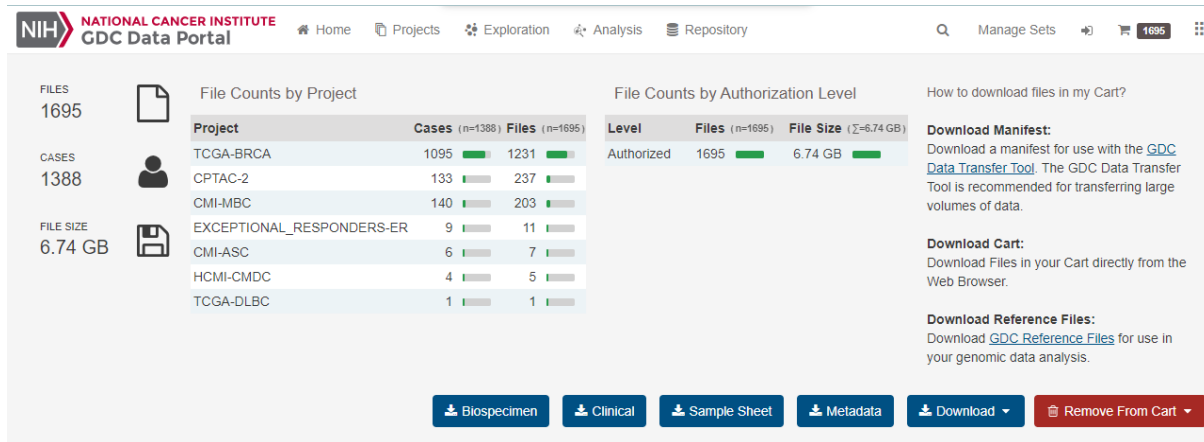 NIH NATIONAL CANCER INSTITUTE
GDC Data Portal
Home Projects Exploration Analysis Repository Manage Sets 1695
FILES
1695
CASES
1388
FILE SIZE
6.74 GB
File Counts by Project
Project Cases (n=1388) Files (n=1695)
TCGA-BRCA 1095 1231
CPTAC-2 133 237
CMI-MBC 140 203
EXCEPTIONAL_RESPONDERS-ER 9 11
CMI-ASC 6 7
HCMI-CMDC 4 5
TCGA-DLBC 1 1
File Counts by Authorization Level
Level Files (n=1695) File Size (∑=6.74 GB)
Authorized 1695 6.74 GB
How to download files in my Cart?
Download Manifest:
Download a manifest for use with the GDC
Data Transfer Tool. The GDC Data Transfer
Tool is recommended for transferring large
volumes of data.
Download Cart:
Download Files in your Cart directly from the
Web Browser.
Download Reference Files:
Download GDC Reference Files for use in
your genomic data analysis.
Biospecimen Clinical Sample Sheet Metadata Download Remove From Cart